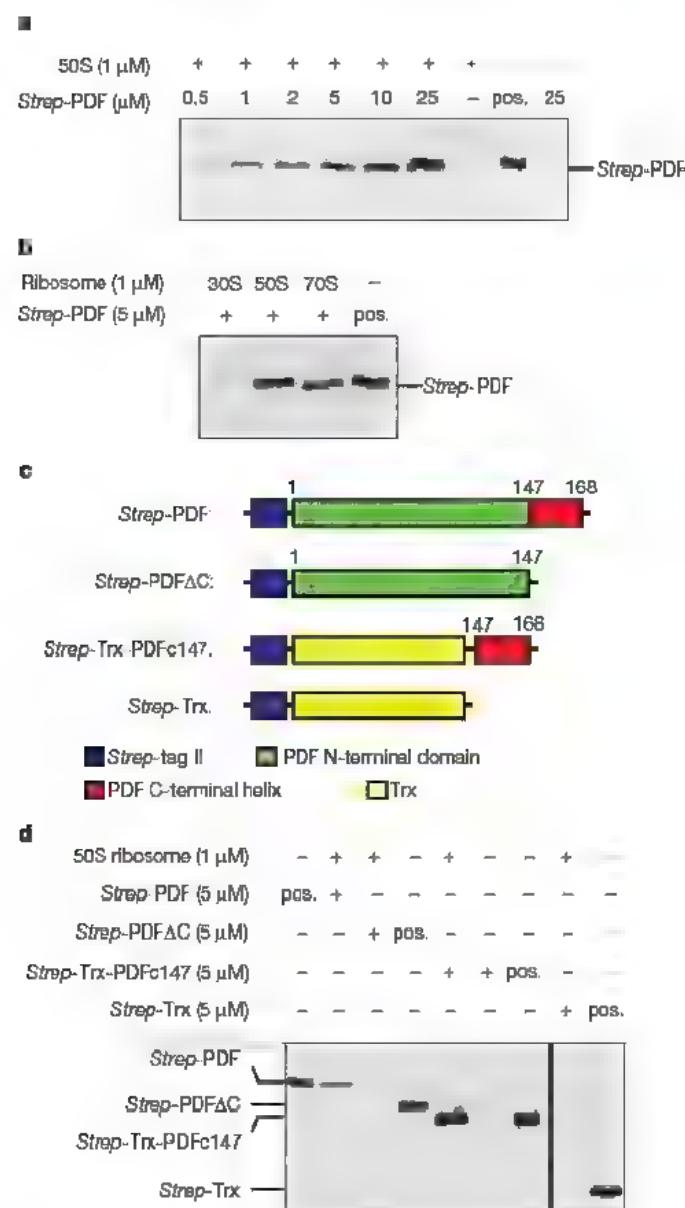 a
50S (1 µM) + + + + + + +
Strep-PDF (µM) 0.5 1 2 5 10 25 – pos. 25
Strep-PDF
b
Ribosome (1 µM) 30S 50S 70S –
Strep-PDF (5 µM) + + + pos.
Strep-PDF
c
1 147 168
Strep-PDF
1 147
Strep-PDFΔC:
147 168
Strep-Trx-PDFc147.
Strep-Trx.
Strep-tag II PDF N-terminal domain
PDF C-terminal helix Trx
d
50S ribosome (1 µM) – + + – + – – + –
Strep-PDF (5 µM) pos. + – – – – – – –
Strep-PDFΔC (5 µM) – – + pos. – – – – –
Strep-Trx-PDFc147 (5 µM) – – – – + + pos. – –
Strep-Trx (5 µM) – – – – – – – + pos.
Strep-PDF
Strep-PDFΔC
Strep-Trx-PDFc147
Strep-Trx